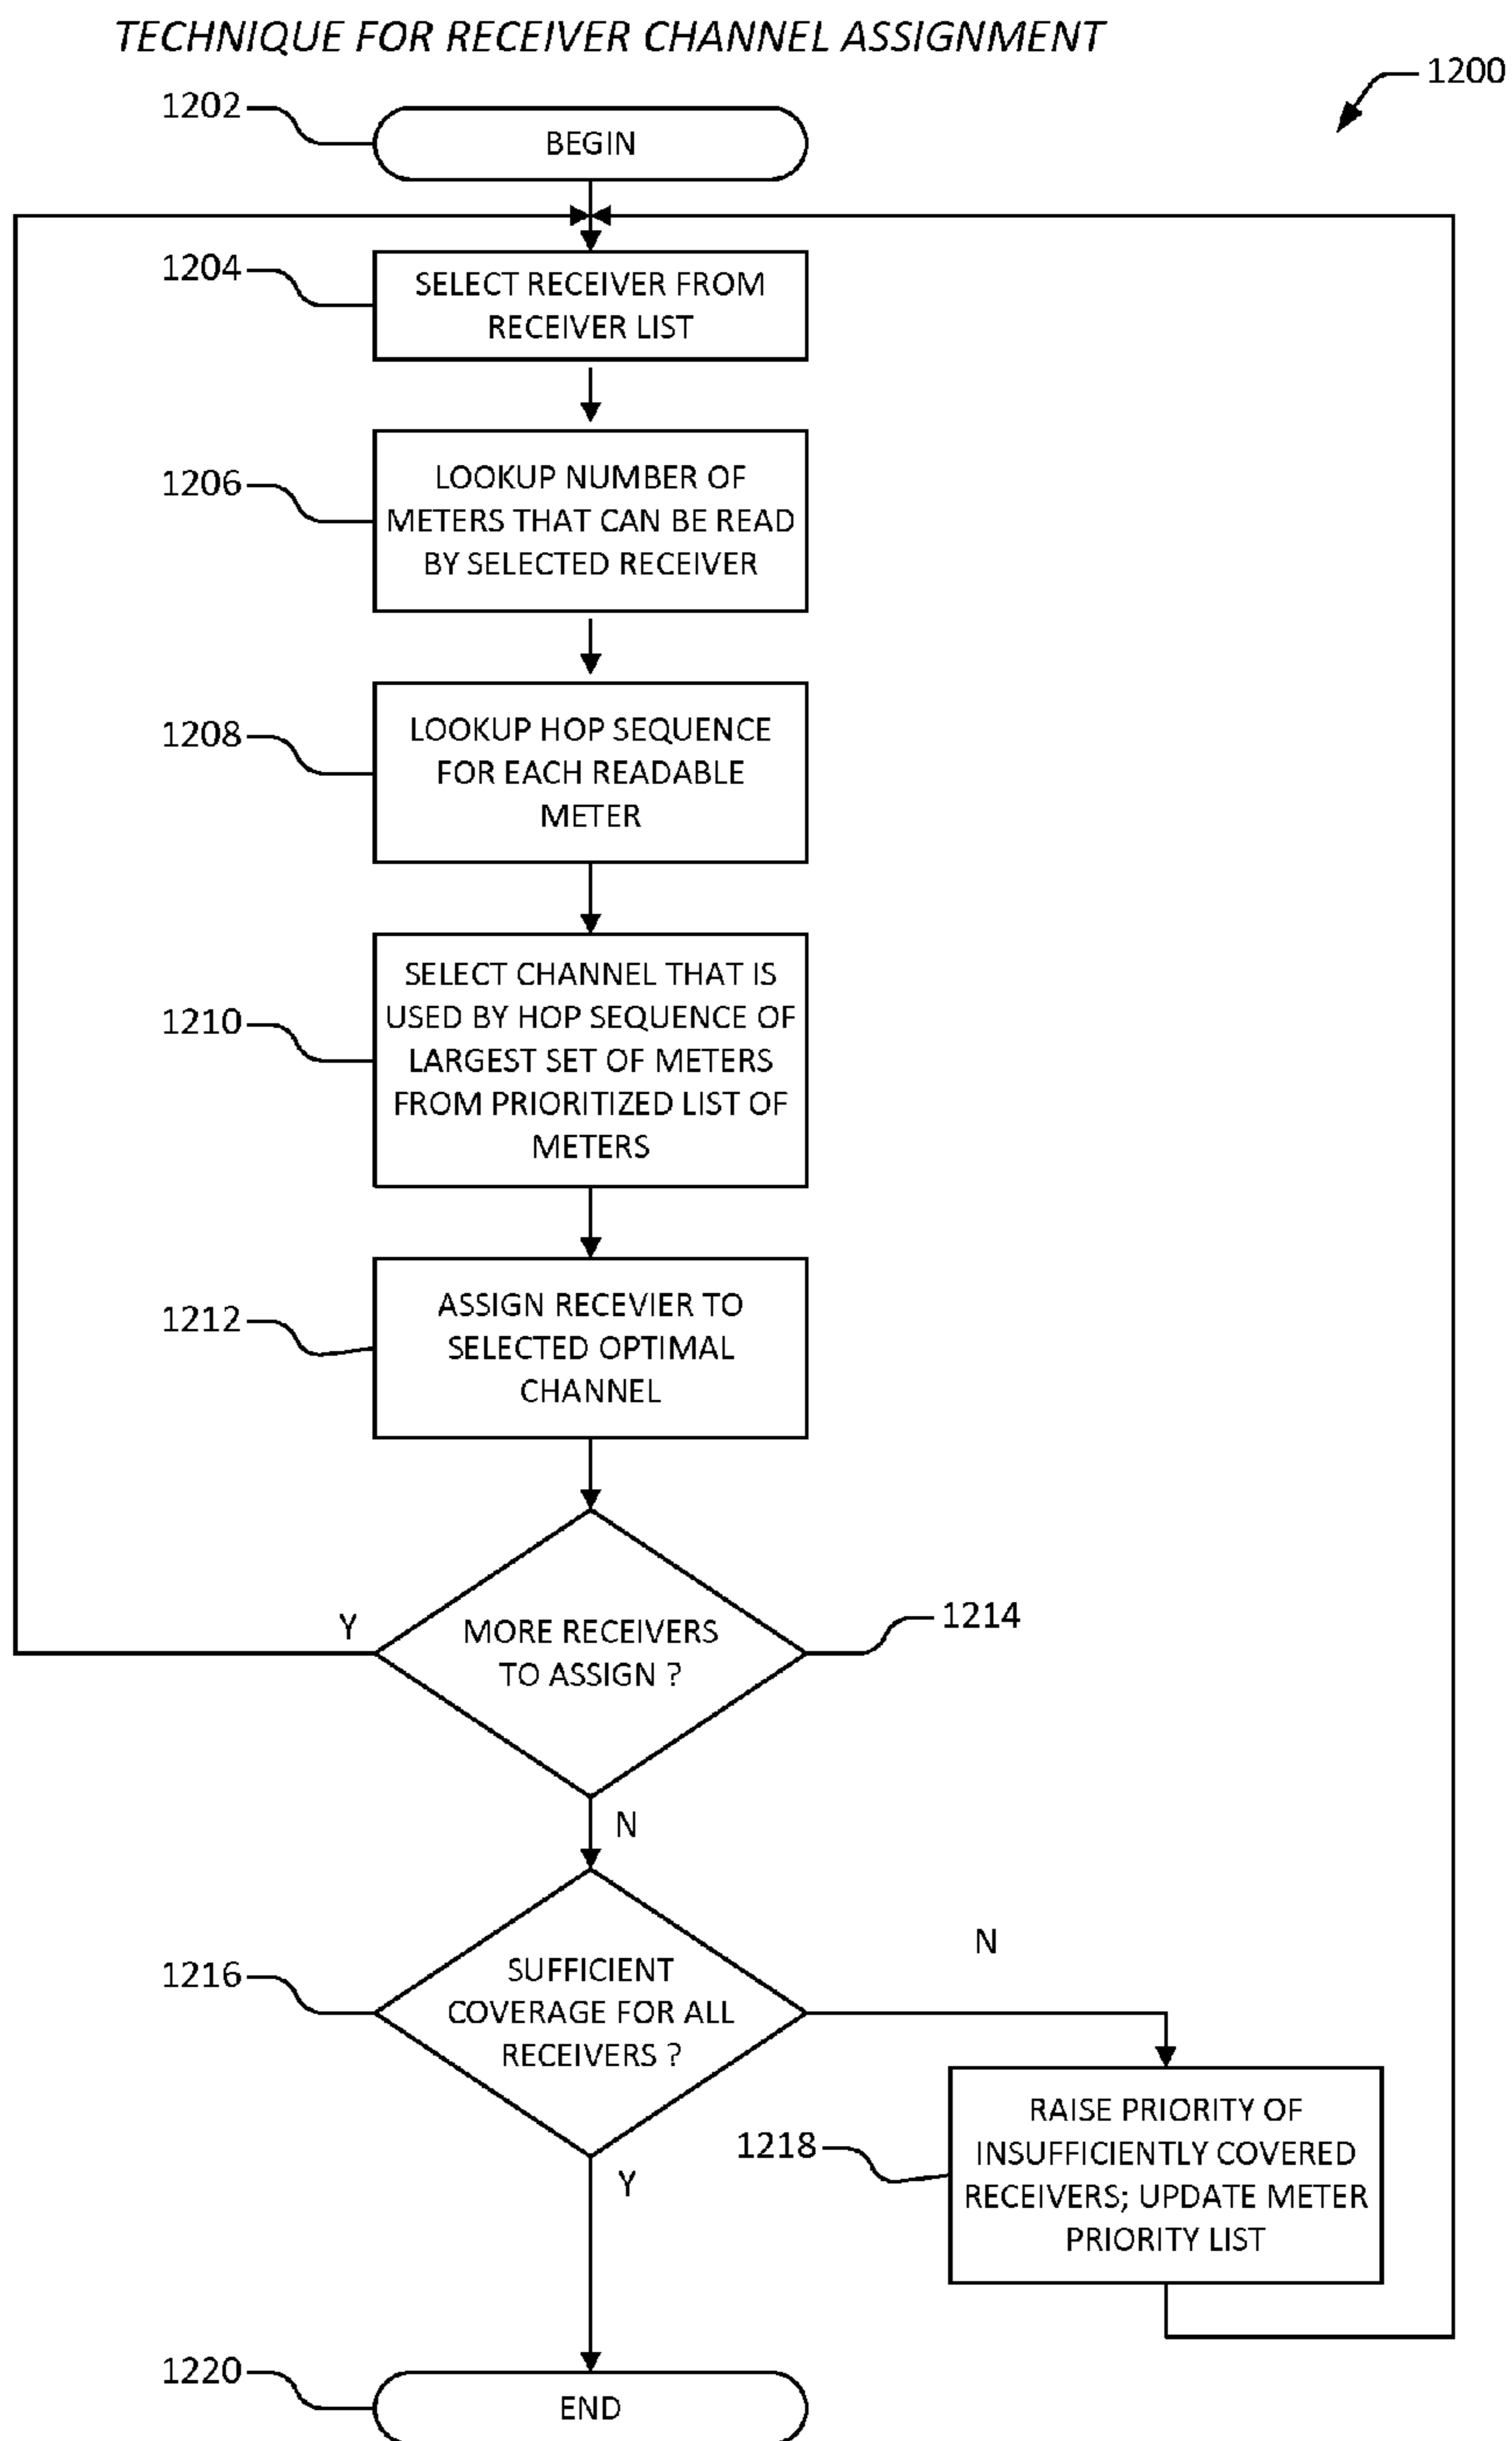 TECHNIQUE FOR RECEIVER CHANNEL ASSIGNMENT
1200
1202
BEGIN
1204
SELECT RECEIVER FROM
RECEIVER LIST
1206
LOOKUP NUMBER OF
METERS THAT CAN BE READ
BY SELECTED RECEIVER
1208
LOOKUP HOP SEQUENCE
FOR EACH READABLE
METER
1210
SELECT CHANNEL THAT IS
USED BY HOP SEQUENCE OF
LARGEST SET OF METERS
FROM PRIORITIZED LIST OF
METERS
1212
ASSIGN RECEVIER TO
SELECTED OPTIMAL
CHANNEL
Y
MORE RECEIVERS
TO ASSIGN ?
1214
N
1216
SUFFICIENT
COVERAGE FOR ALL
RECEIVERS ?
N
Y
1218
RAISE PRIORITY OF
INSUFFICIENTLY COVERED
RECEIVERS; UPDATE METER
PRIORITY LIST
1220
END